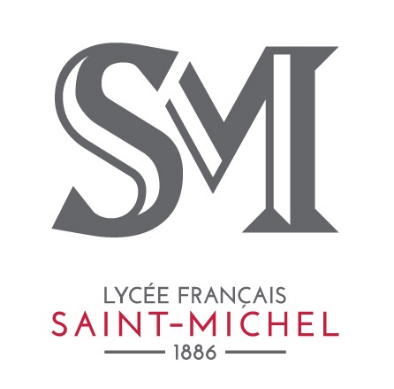 SM
LYCÉE FRANÇAIS
SAINT-MICHEL
1886